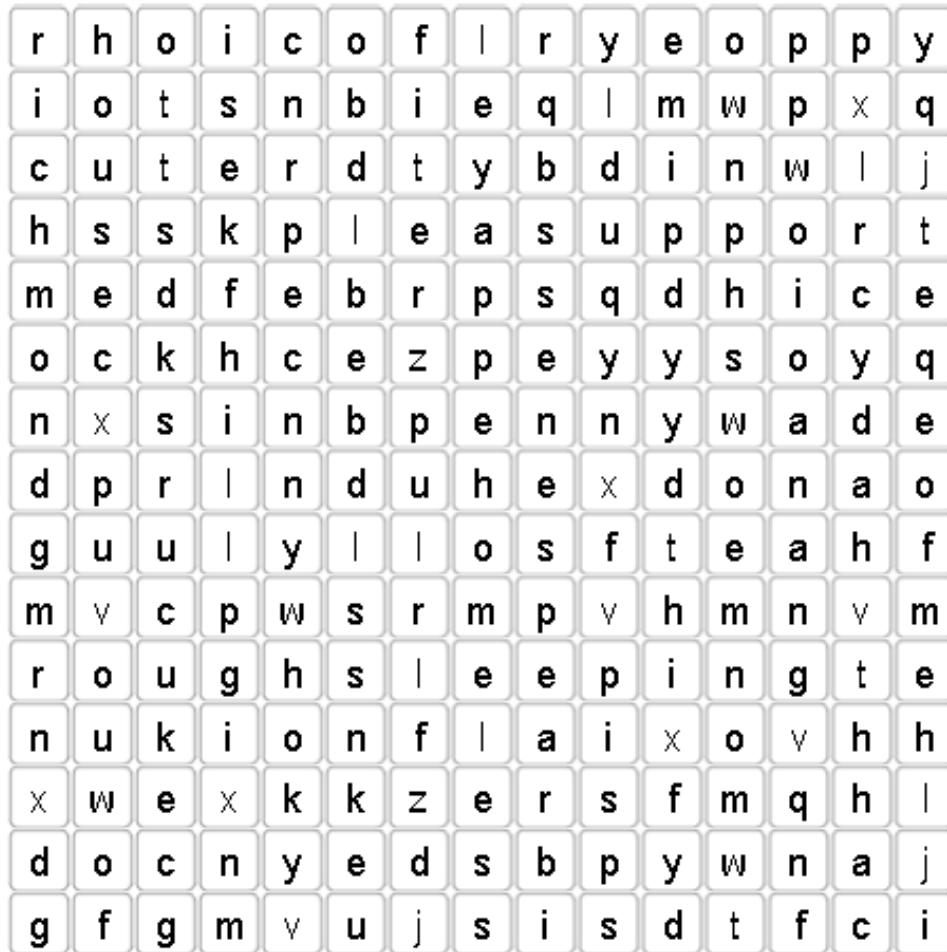 r h o i c o f l r y e o p p y
i o t s n b i e q l m w p x q
c u t e r d t y b d i n w l j
h s s k p l e a s u p p o r t
m e d f e b r p s q d h i c e
o c k h c e z p e y y s o y q
n x s i n b p e n n y w a d e
d p r l n d u h e x d o n a o
g u u l y l l o s f t e a h f
m v c p w s r m p v h m n v m
r o u g h s l e e p i n g t e
n u k i o n f l a i x o v h h
x w e x k k z e r s f m q h l
d o c n y e d s b p y w n a j
g f g m v u j s i s d t f c i